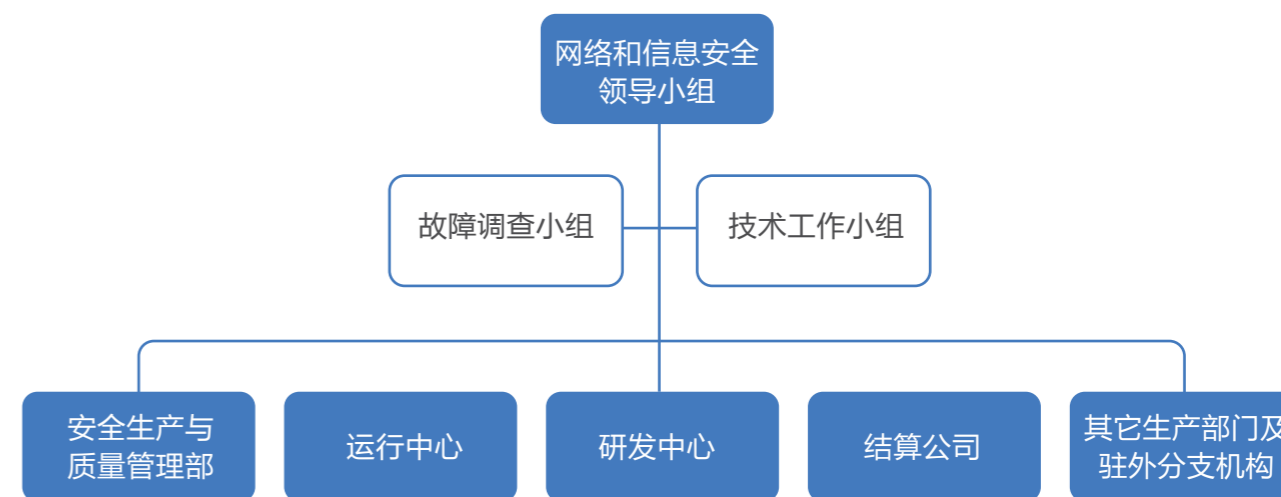 网络和信息安全
领导小组
故障调查小组
技术工作小组
安全生产与
质量管理部
运行中心
研发中心
结算公司
其它生产部门及
驻外分支机构